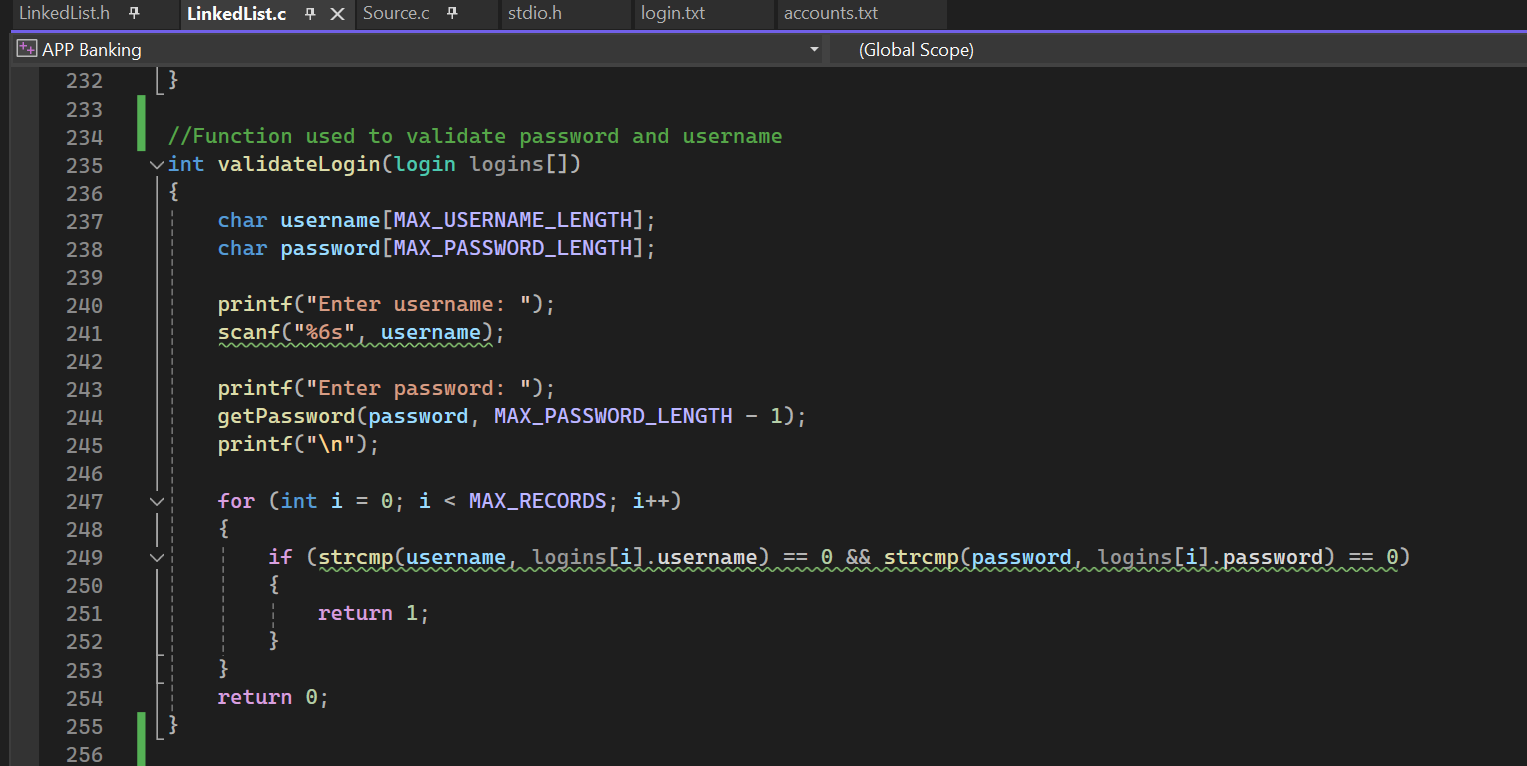 LinkedList.h LinkedList.c Source.c stdio.h login.txt accounts.txt
APP Banking (Global Scope)
232 }
233
234 //Function used to validate password and username
235 int validateLogin(login logins[])
236 {
237 char username[MAX_USERNAME_LENGTH];
238 char password[MAX_PASSWORD_LENGTH];
239
240 printf("Enter username: ");
241 scanf("%6s", username);
242
243 printf("Enter password: ");
244 getPassword(password, MAX_PASSWORD_LENGTH - 1);
245 printf("\n");
246
247 for (int i = 0; i < MAX_RECORDS; i++)
248 {
249 if (strcmp(username, logins[i].username) == 0 && strcmp(password, logins[i].password) == 0)
250 {
251 return 1;
252 }
253 }
254 return 0;
255 }
256